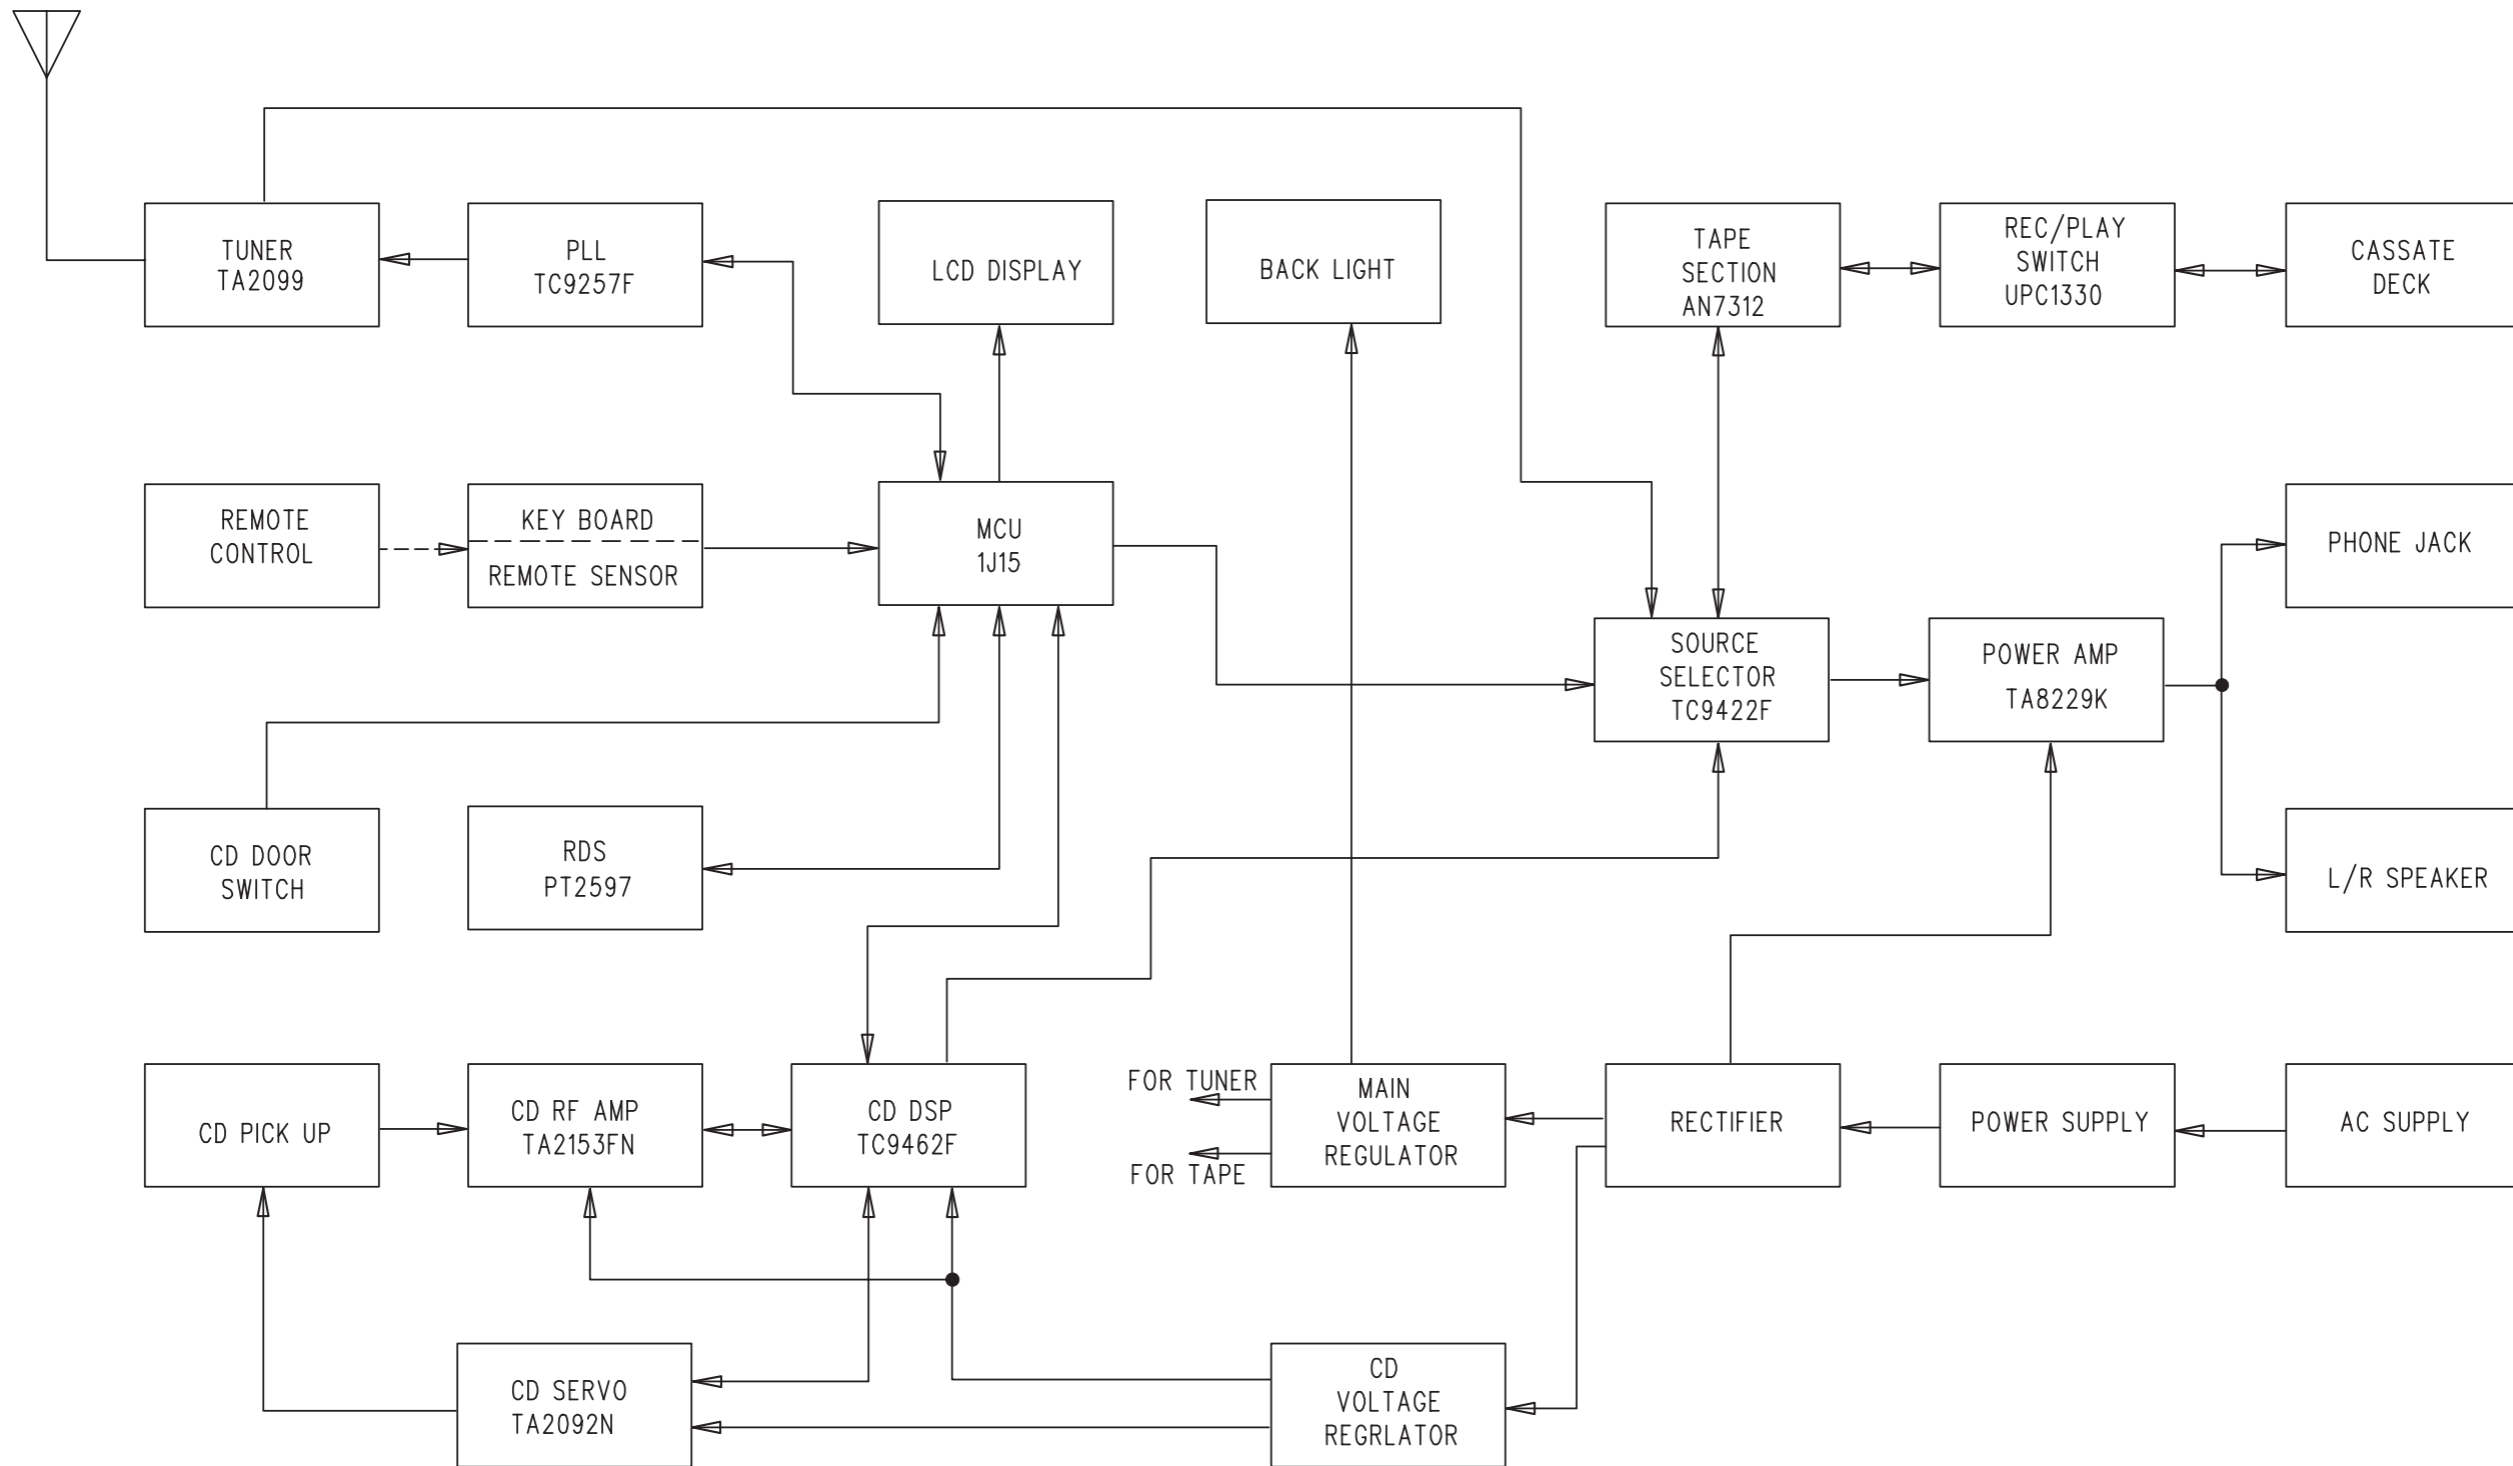 TUNER
TA2099
PLL
TC9257F
LCD DISPLAY
BACK LIGHT
TAPE
SECTION
AN7312
REC/PLAY
SWITCH
UPC1330
CASSATE
DECK
REMOTE
CONTROL
KEY BOARD
REMOTE SENSOR
MCU
1J15
PHONE JACK
SOURCE
SELECTOR
TC9422F
POWER AMP
TA8229K
CD DOOR
SWITCH
RDS
PT2597
L/R SPEAKER
CD PICK UP
CD RF AMP
TA2153FN
CD DSP
TC9462F
FOR TUNER
FOR TAPE
MAIN
VOLTAGE
REGULATOR
RECTIFIER
POWER SUPPLY
AC SUPPLY
CD SERVO
TA2092N
CD
VOLTAGE
REGRLATOR